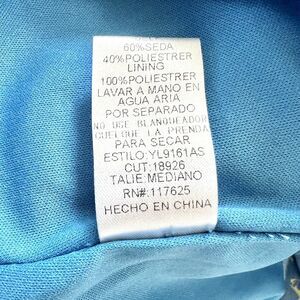 60%SEDA
40%POLIESTRER
LINING
100%POLIESTRER
LAVAR A MANO EN
AGUA ARIA
POR SEPARADO
NO USE BLANQUEADOR
CUELGUE LA PRENDA
PARA SECAR
ESTILO:YL9161AS
CUT:18926
TALIE:MEDIANO
RN#:117625
HECHO EN CHINA